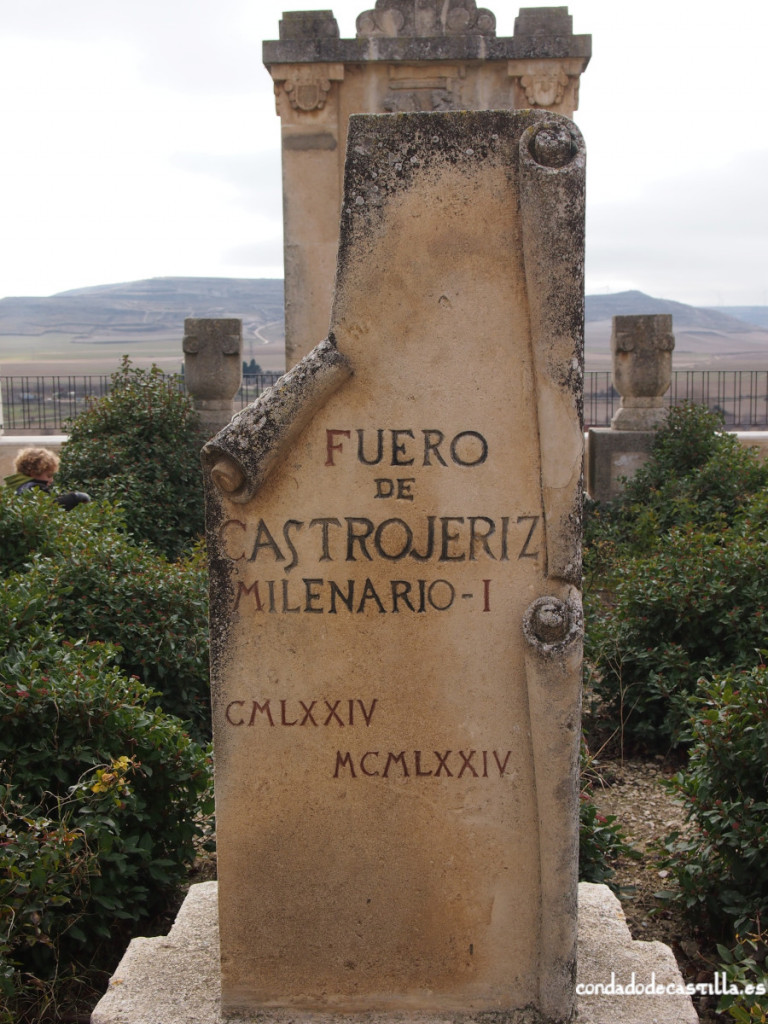 FUERO
DE
CASTROJERIZ
MILENARIO-I
CMLXXIV
MCMLXXIV
condadodecastilla.es